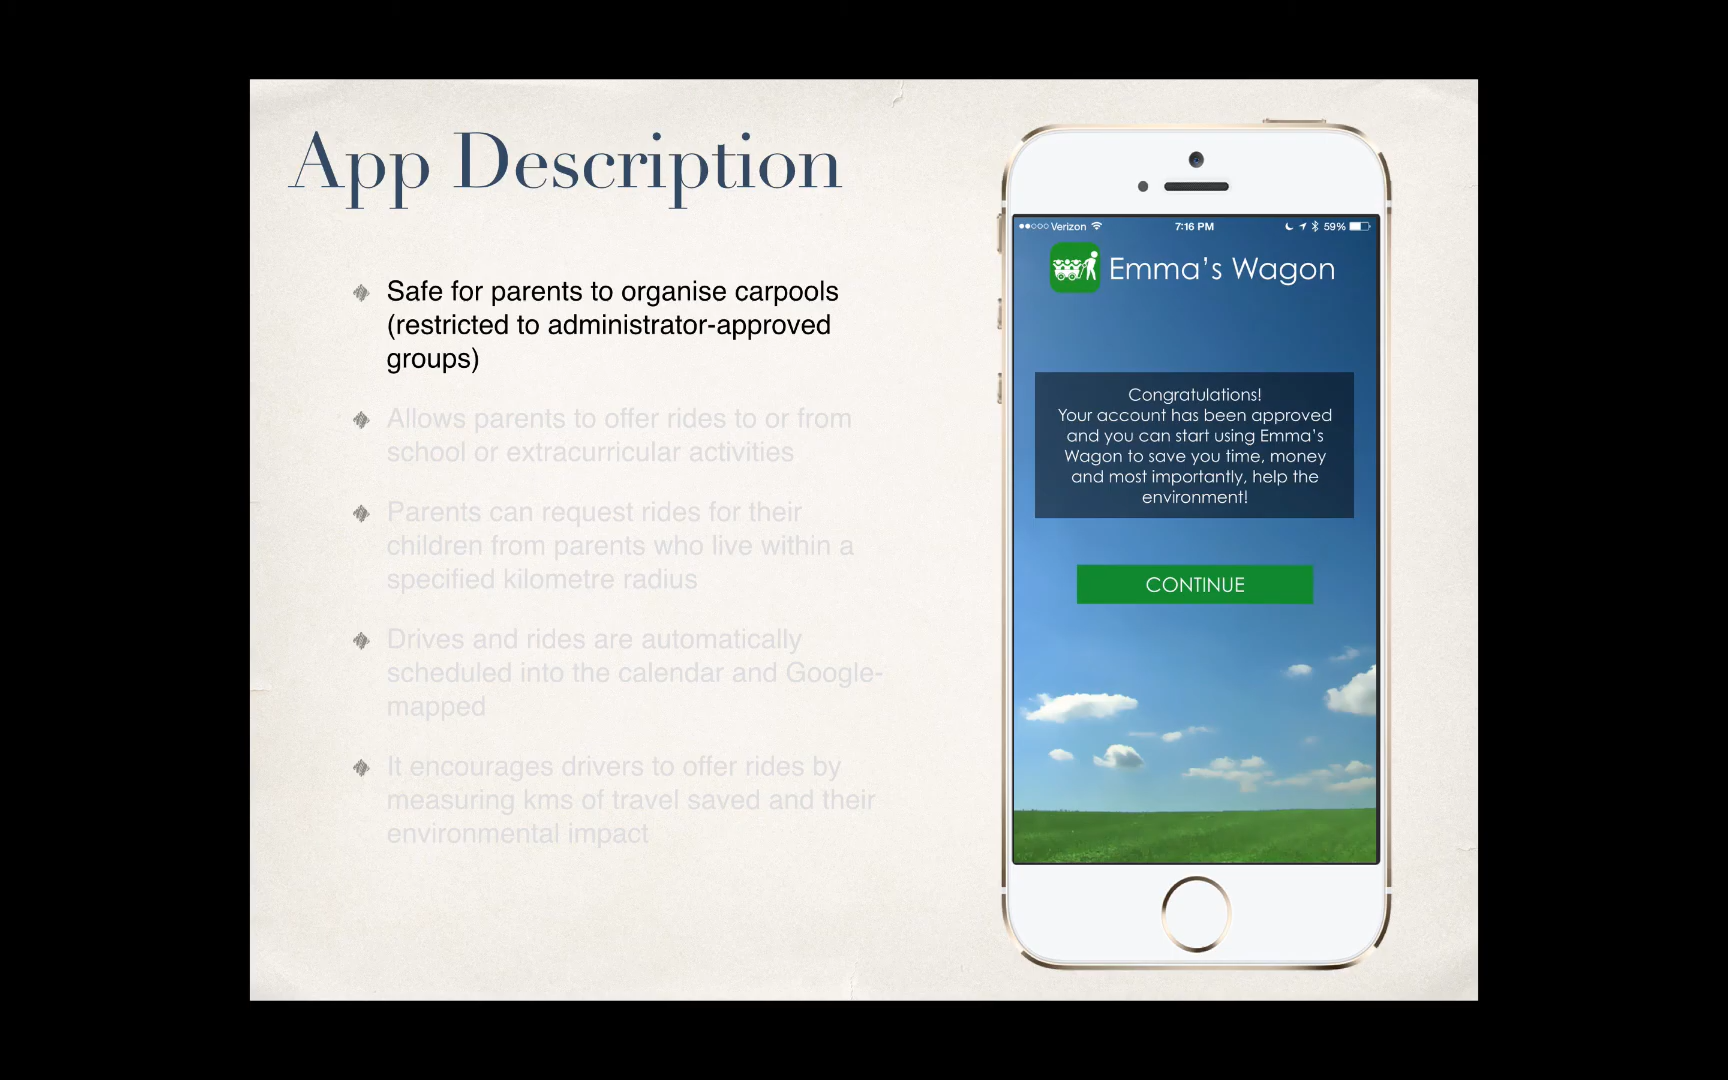 App Description
Safe for parents to organise carpools
(restricted to administrator-approved
groups)
Allows parents to offer rides to or from
school or extracurricular activities
Parents can request rides for their
children from parents who live within a
specified kilometre radius
Drives and rides are automatically
scheduled into the calendar and Google-
mapped
It encourages drivers to offer rides by
measuring kms of travel saved and their
environmental impact
Verizon 7:16 PM 59%
Emma's Wagon
Congratulations!
Your account has been approved
and you can start using Emma's
Wagon to save you time, money
and most importantly, help the
environment!
CONTINUE